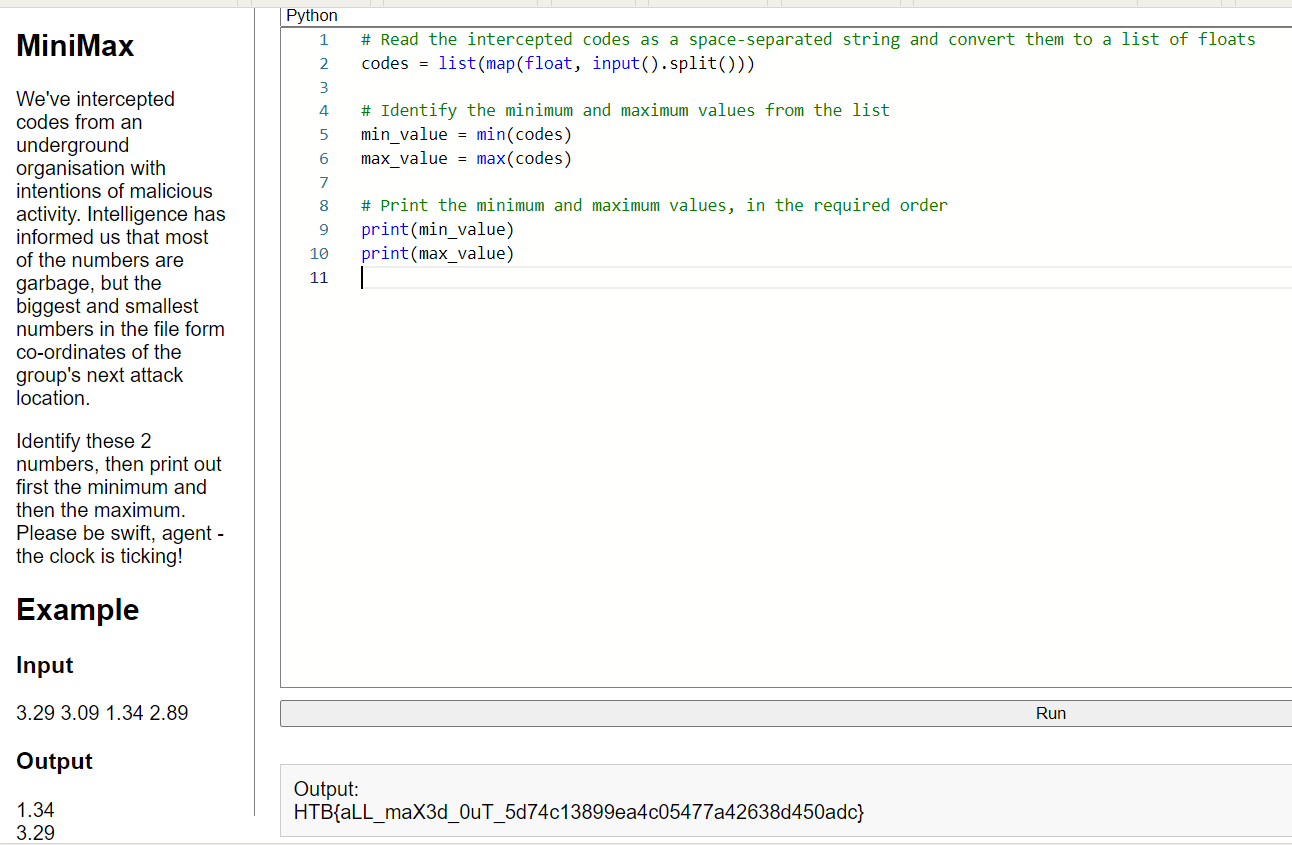 MiniMax
We've intercepted
codes from an
underground
organisation with
intentions of malicious
activity. Intelligence has
informed us that most
of the numbers are
garbage, but the
biggest and smallest
numbers in the file form
co-ordinates of the
group's next attack
location.
Identify these 2
numbers, then print out
first the minimum and
then the maximum.
Please be swift, agent -
the clock is ticking!
Example
Input
3.29 3.09 1.34 2.89
Output
1.34
3.29
Python
1 # Read the intercepted codes as a space-separated string and convert them to a list of floats
2 codes = list(map(float, input().split()))
3
4 # Identify the minimum and maximum values from the list
5 min_value = min(codes)
6 max_value = max(codes)
7
8 # Print the minimum and maximum values, in the required order
9 print(min_value)
10 print(max_value)
11
Run
Output:
HTB{aLL_maX3d_0uT_5d74c13899ea4c05477a42638d450adc}